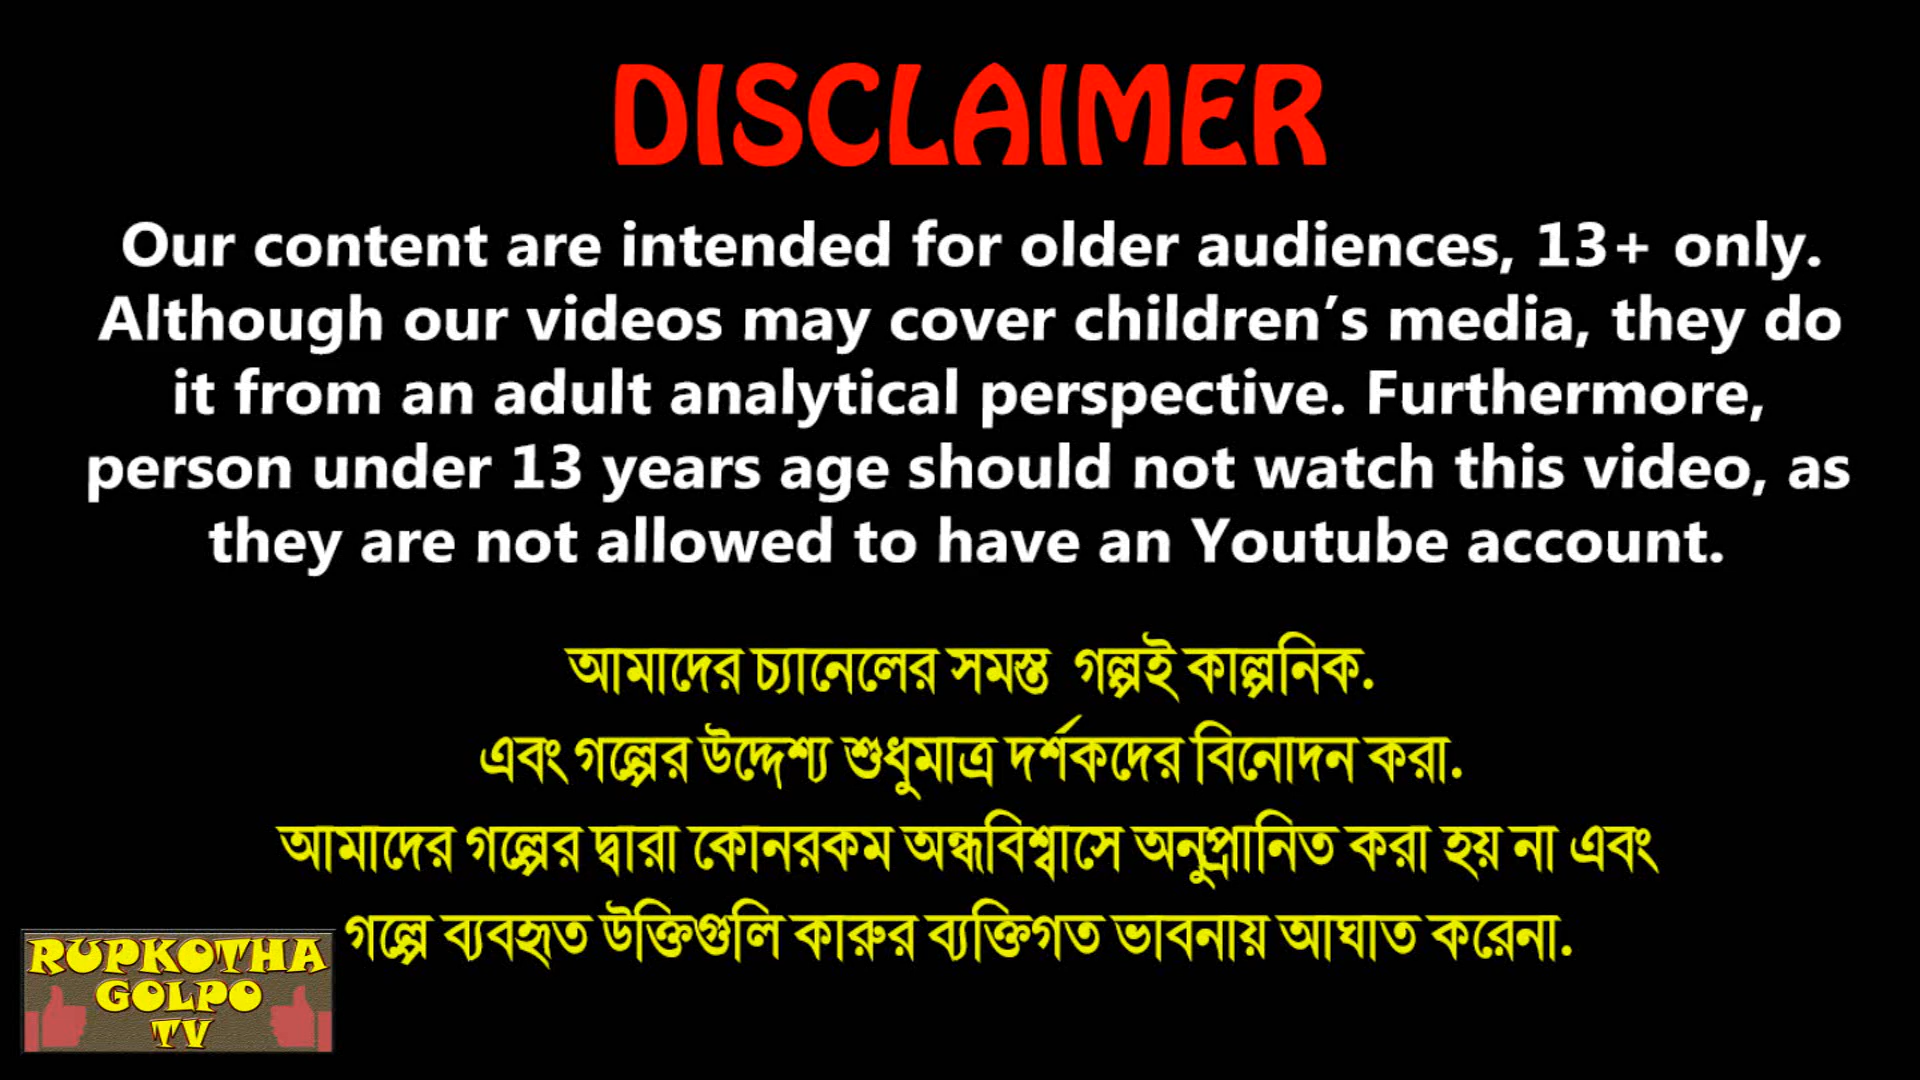 DISCLAIMER
Our content are intended for older audiences, 13+ only.
Although our videos may cover children’s media, they do
it from an adult analytical perspective. Furthermore,
person under 13 years age should not watch this video, as
they are not allowed to have an Youtube account.
আমাদের চ্যানেলের সমস্ত গল্পই কাল্পনিক.
এবং গল্পের উদ্দেশ্য শুধুমাত্র দর্শকদের বিনোদন করা.
আমাদের গল্পের দ্বারা কোনরকম অন্ধবিশ্বাসে অনুপ্রানিত করা হয় না এবং
গল্পে ব্যবহৃত উক্তিগুলি কারুর ব্যক্তিগত ভাবনায় আঘাত করেনা.
RUPKOTHA
GOLPO
TV